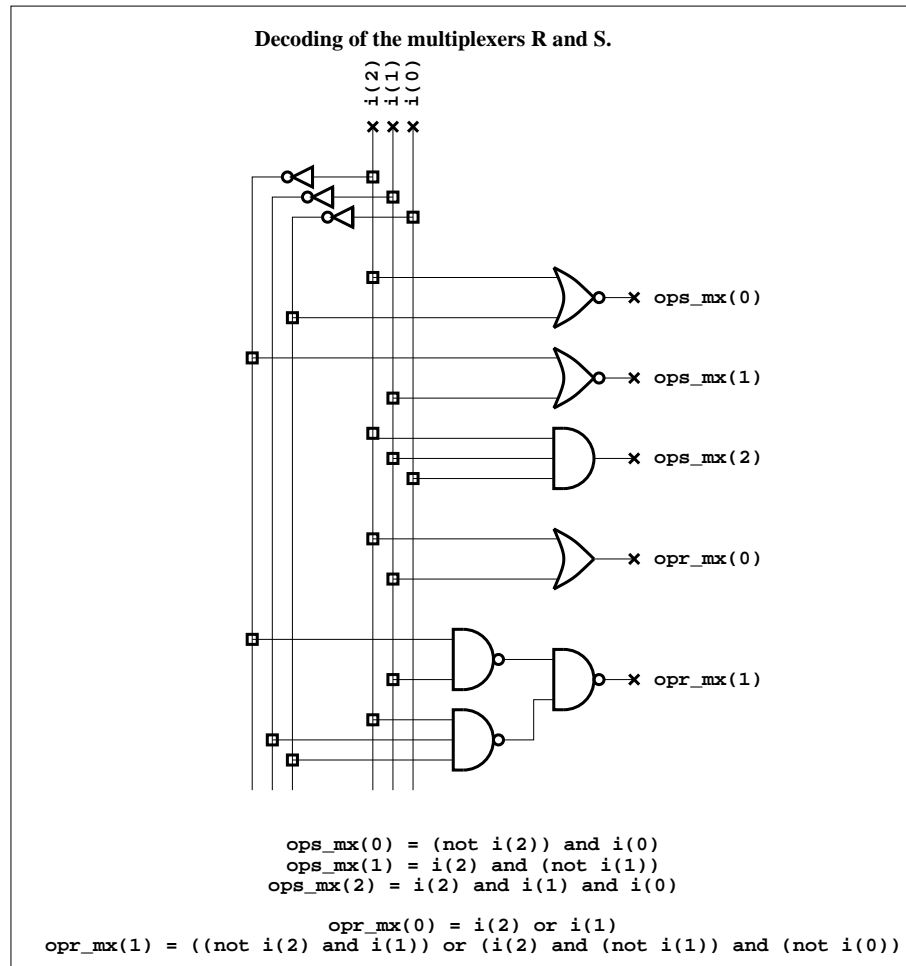 Decoding of the multiplexers R and S.
i(2)
i(1)
i(0)
ops_mx(0)
ops_mx(1)
ops_mx(2)
opr_mx(0)
opr_mx(1)
ops_mx(0) = (not i(2)) and i(0)
ops_mx(1) = i(2) and (not i(1))
ops_mx(2) = i(2) and i(1) and i(0)
opr_mx(0) = i(2) or i(1)
opr_mx(1) = ((not i(2) and i(1)) or (i(2) and (not i(1)) and (not i(0))